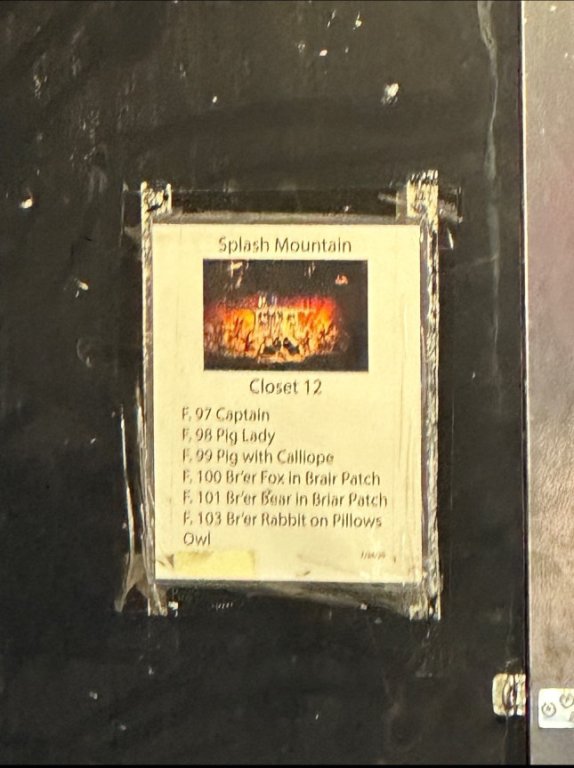 Splash Mountain
Closet 12
F. 97 Captain
F. 98 Pig Lady
F. 99 Pig with Calliope
F. 100 Br'er Fox in Brair Patch
F. 101 Br'er Bear in Briar Patch
F. 103 Br'er Rabbit on Pillows
Owl